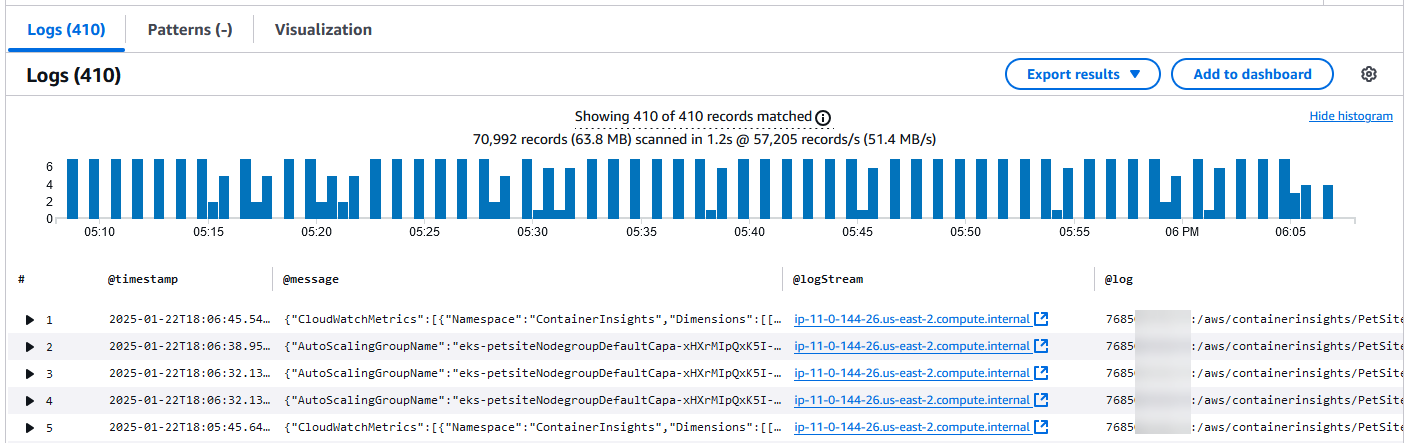 Logs (410) Patterns (-) Visualization
Logs (410) Export results Add to dashboard
Showing 410 of 410 records matched
Hide histogram
70,992 records (63.8 MB) scanned in 1.2s @ 57,205 records/s (51.4 MB/s)
6
4
2
0
05:10 05:15 05:20 05:25 05:30 05:35 05:40 05:45 05:50 05:55 06 PM 06:05
# @timestamp @message @logStream @log
1 2025-01-22T18:06:45.54… {"CloudWatchMetrics":[{"Namespace":"ContainerInsights","Dimensions":[[… ip-11-0-144-26.us-east-2.compute.internal 7685 :/aws/containerinsights/PetSite
2 2025-01-22T18:06:38.95… {"AutoScalingGroupName":"eks-petsiteNodegroupDefaultCapa-xHXrMIpQxK5I-… ip-11-0-144-26.us-east-2.compute.internal 7685 :/aws/containerinsights/PetSite
3 2025-01-22T18:06:32.13… {"AutoScalingGroupName":"eks-petsiteNodegroupDefaultCapa-xHXrMIpQxK5I-… ip-11-0-144-26.us-east-2.compute.internal 7685 :/aws/containerinsights/PetSite
4 2025-01-22T18:06:32.13… {"AutoScalingGroupName":"eks-petsiteNodegroupDefaultCapa-xHXrMIpQxK5I-… ip-11-0-144-26.us-east-2.compute.internal 7685 :/aws/containerinsights/PetSite
5 2025-01-22T18:05:45.64… {"CloudWatchMetrics":[{"Namespace":"ContainerInsights","Dimensions":[[… ip-11-0-144-26.us-east-2.compute.internal 7685 :/aws/containerinsights/PetSite